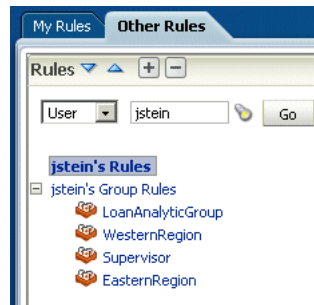 My Rules Other Rules
Rules
User jstein Go
jstein's Rules
jstein's Group Rules
LoanAnalyticGroup
WesternRegion
Supervisor
EasternRegion